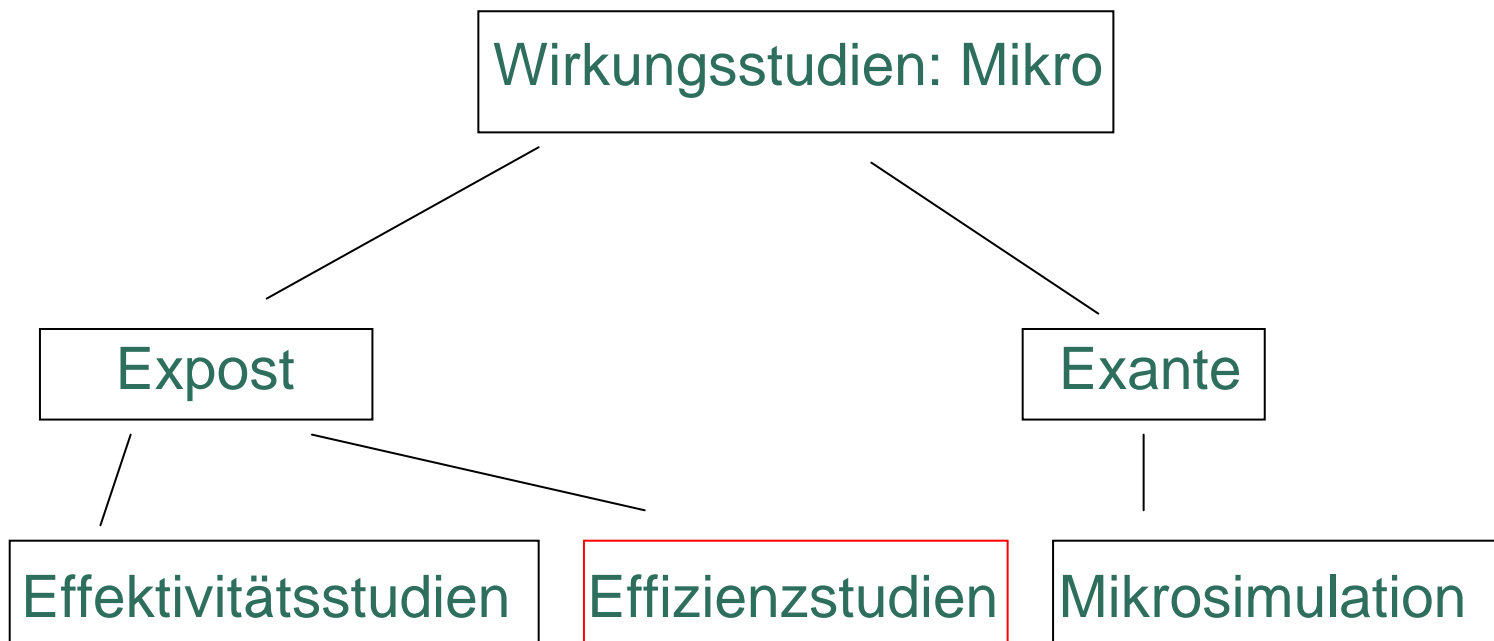 Wirkungsstudien: Mikro
Expost
Exante
Effektivitätsstudien
Effizienzstudien
Mikrosimulation